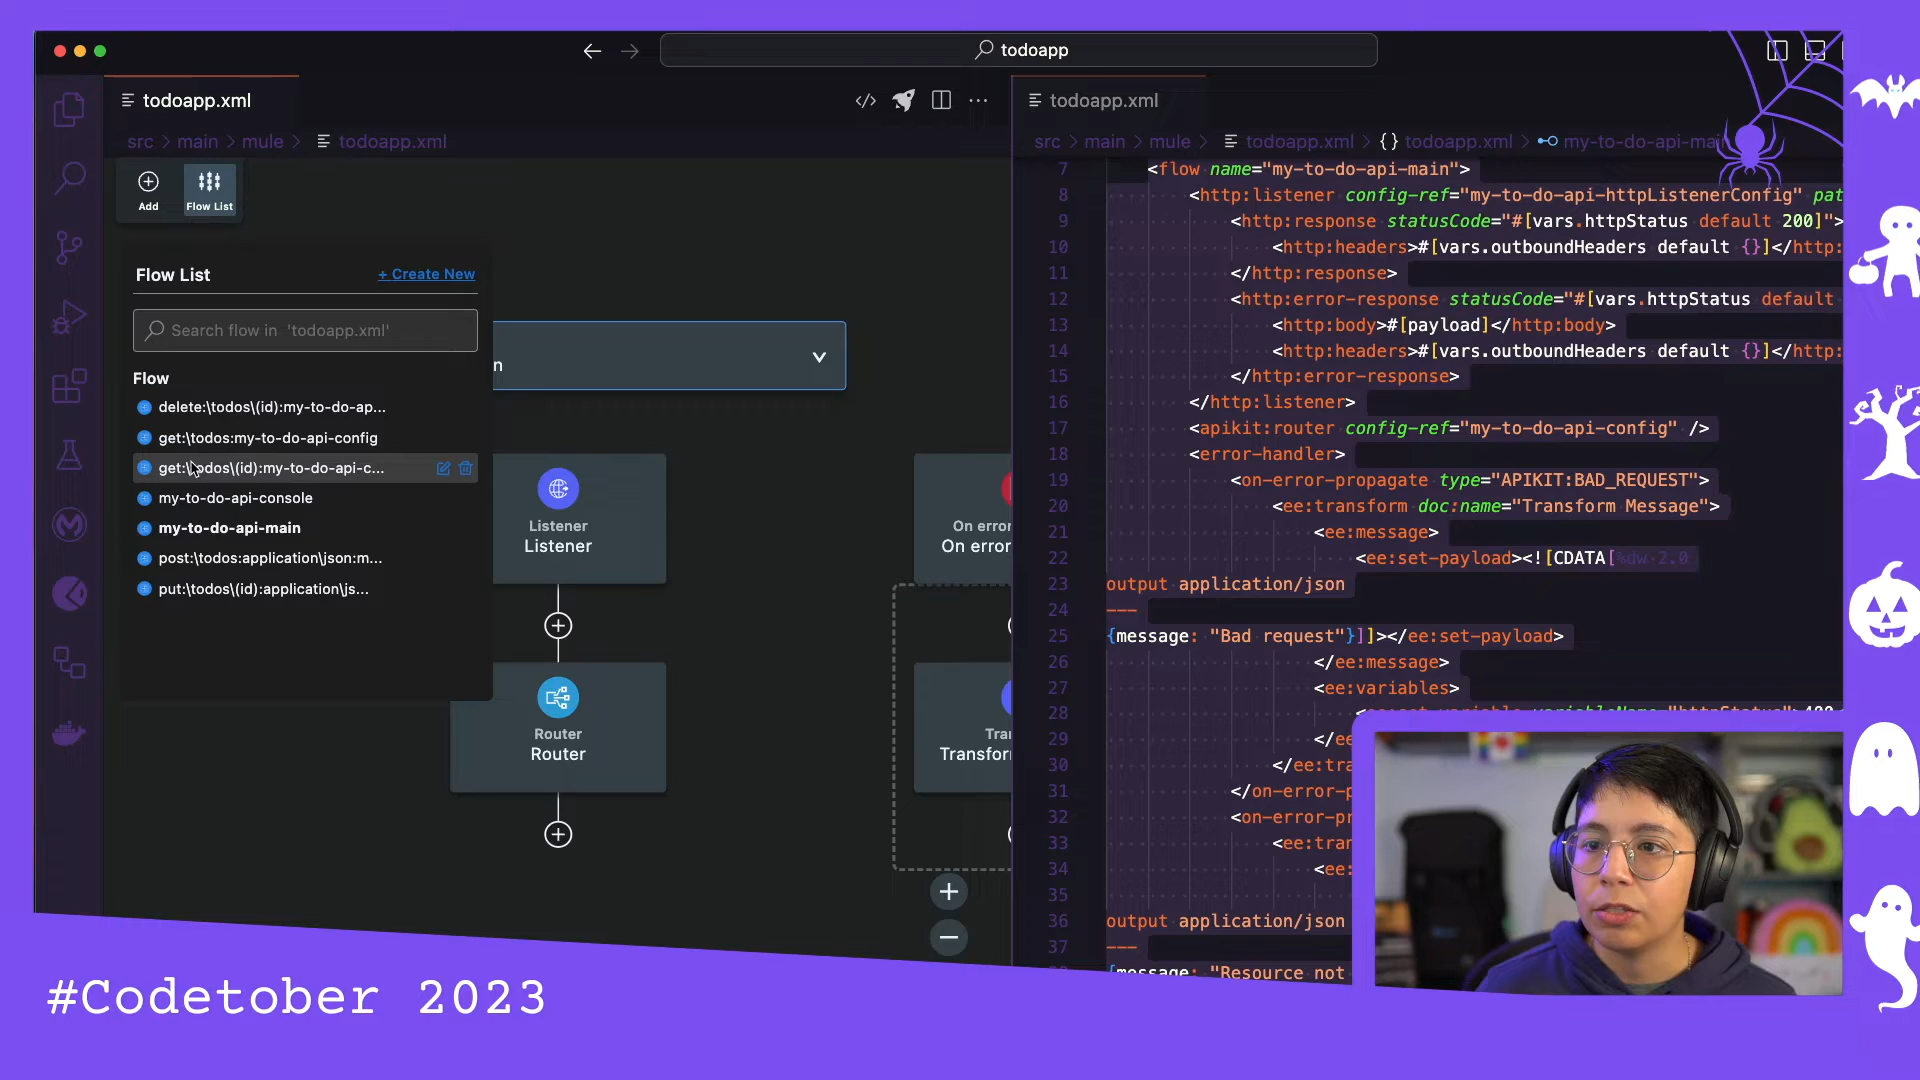 todoapp
todoapp.xml
src > main > mule > todoapp.xml
Add
Flow List
Flow List
+ Create New
Search flow in 'todoapp.xml'
Flow
delete:\todos\(id):my-to-do-ap...
get:\todos:my-to-do-api-config
get:\todos\(id):my-to-do-api-c...
my-to-do-api-console
my-to-do-api-main
post:\todos:application\json:m...
put:\todos\(id):application\js...
n
Listener
Listener
Router
Router
On error
On error
Transfor
todoapp.xml
src > main > mule > todoapp.xml > {} todoapp.xml > my-to-do-api-mai
7 <flow name="my-to-do-api-main">
8 <http:listener config-ref="my-to-do-api-httpListenerConfig" pat
9 <http:response statusCode="#[vars.httpStatus default 200]">
10 <http:headers>#[vars.outboundHeaders default {}]</http:
11 </http:response>
12 <http:error-response statusCode="#[vars.httpStatus default
13 <http:body>#[payload]</http:body>
14 <http:headers>#[vars.outboundHeaders default {}]</http:
15 </http:error-response>
16 </http:listener>
17 <apikit:router config-ref="my-to-do-api-config" />
18 <error-handler>
19 <on-error-propagate type="APIKIT:BAD_REQUEST">
20 <ee:transform doc:name="Transform Message">
21 <ee:message>
22 <ee:set-payload><![CDATA[%dw 2.0
23 output application/json
24 ---
25 {message: "Bad request"}]]></ee:set-payload>
26 </ee:message>
27 <ee:variables>
28 <ee:set-variable variableName="httpStatus">400<
29 </ee
30 </ee:tra
31 </on-error-p
32 <on-error-pr
33 <ee:tran
34 <ee:
35
36 output application/json
37 ---
{message: "Resource not
#Codetober 2023